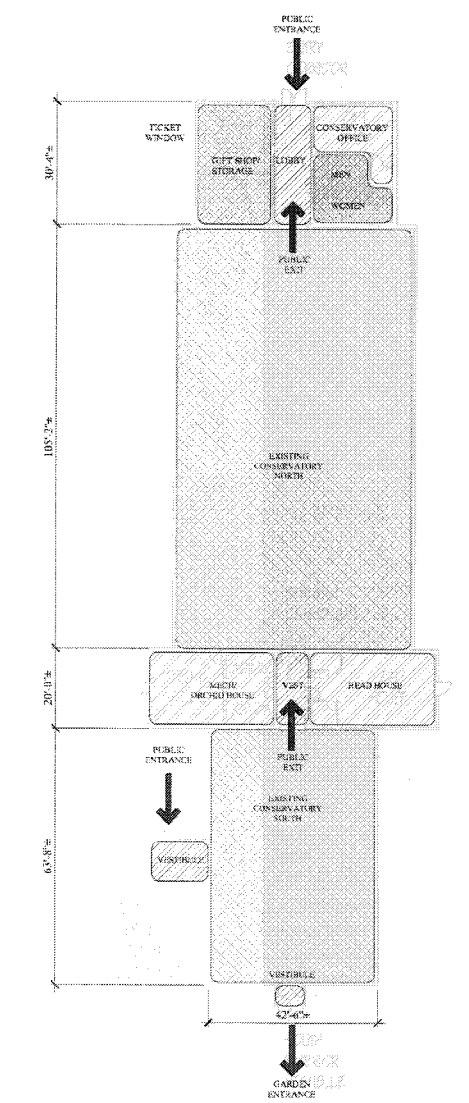 PUBLIC
ENTRANCE
TICKET
WINDOW
CONSERVATORY
OFFICE
GIFT SHOP/
STORAGE
LOBBY
MEN
WOMEN
30'-4"±
PUBLIC
EXIT
105'-2"±
EXISTING
CONSERVATORY
NORTH
20'-0"±
MECH/
ORCHID HOUSE
VEST.
HEAD HOUSE
PUBLIC
ENTRANCE
PUBLIC
EXIT
EXISTING
CONSERVATORY
SOUTH
63'-8"±
VESTIBULE
VESTIBULE
42'-6"±
GARDEN
ENTRANCE